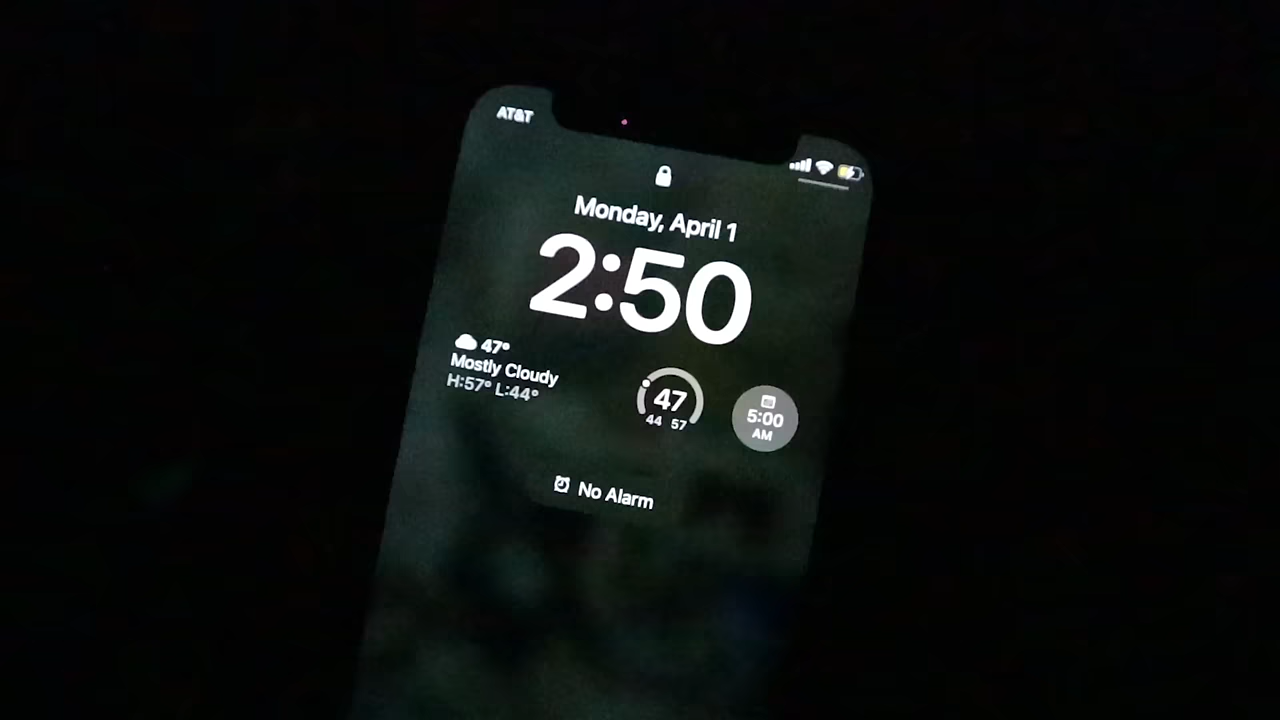 AT&T
Monday, April 1
2:50
47°
Mostly Cloudy
H:57° L:44°
47
44 57
5:00
AM
No Alarm